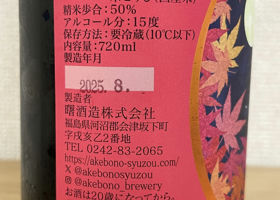 精米歩合：50%
アルコール分：15度
保存方法：要冷蔵(10℃以下)
内容量：720ml
製造年月
2025.8.
製造者
曙酒造株式会社
福島県河沼郡会津坂下町
字戌亥乙2番地
TEL 0242-83-2065
https://akebono-syuzou.com/
@akebonosyuzou
@akebono_brewery
お酒は20歳になってから。